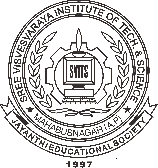 SREE VISVESVARAYA INSTITUTE OF TECH. & SCIENCE
SVITS
MAHABUBNAGAR (A.P.)
JAYANTHI EDUCATIONAL SOCIETY
1997